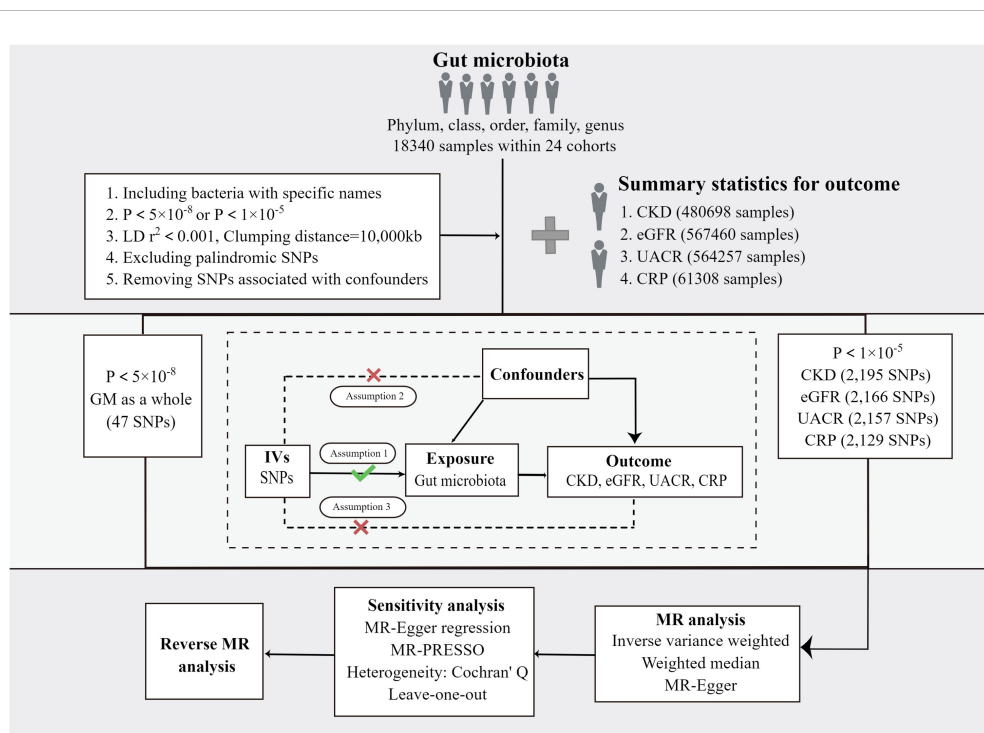 Gut microbiota
Phylum, class, order, family, genus
18340 samples within 24 cohorts
1. Including bacteria with specific names
2. P < 5×10⁻⁸ or P < 1×10⁻⁵
3. LD r² < 0.001, Clumping distance=10,000kb
4. Excluding palindromic SNPs
5. Removing SNPs associated with confounders
Summary statistics for outcome
1. CKD (480698 samples)
2. eGFR (567460 samples)
3. UACR (564257 samples)
4. CRP (61308 samples)
P < 5×10⁻⁸
GM as a whole
(47 SNPs)
Confounders
Assumption 2
IVs
SNPs
Assumption 1
Exposure
Gut microbiota
Outcome
CKD, eGFR, UACR, CRP
Assumption 3
P < 1×10⁻⁵
CKD (2,195 SNPs)
eGFR (2,166 SNPs)
UACR (2,157 SNPs)
CRP (2,129 SNPs)
Reverse MR
analysis
Sensitivity analysis
MR-Egger regression
MR-PRESSO
Heterogeneity: Cochran' Q
Leave-one-out
MR analysis
Inverse variance weighted
Weighted median
MR-Egger